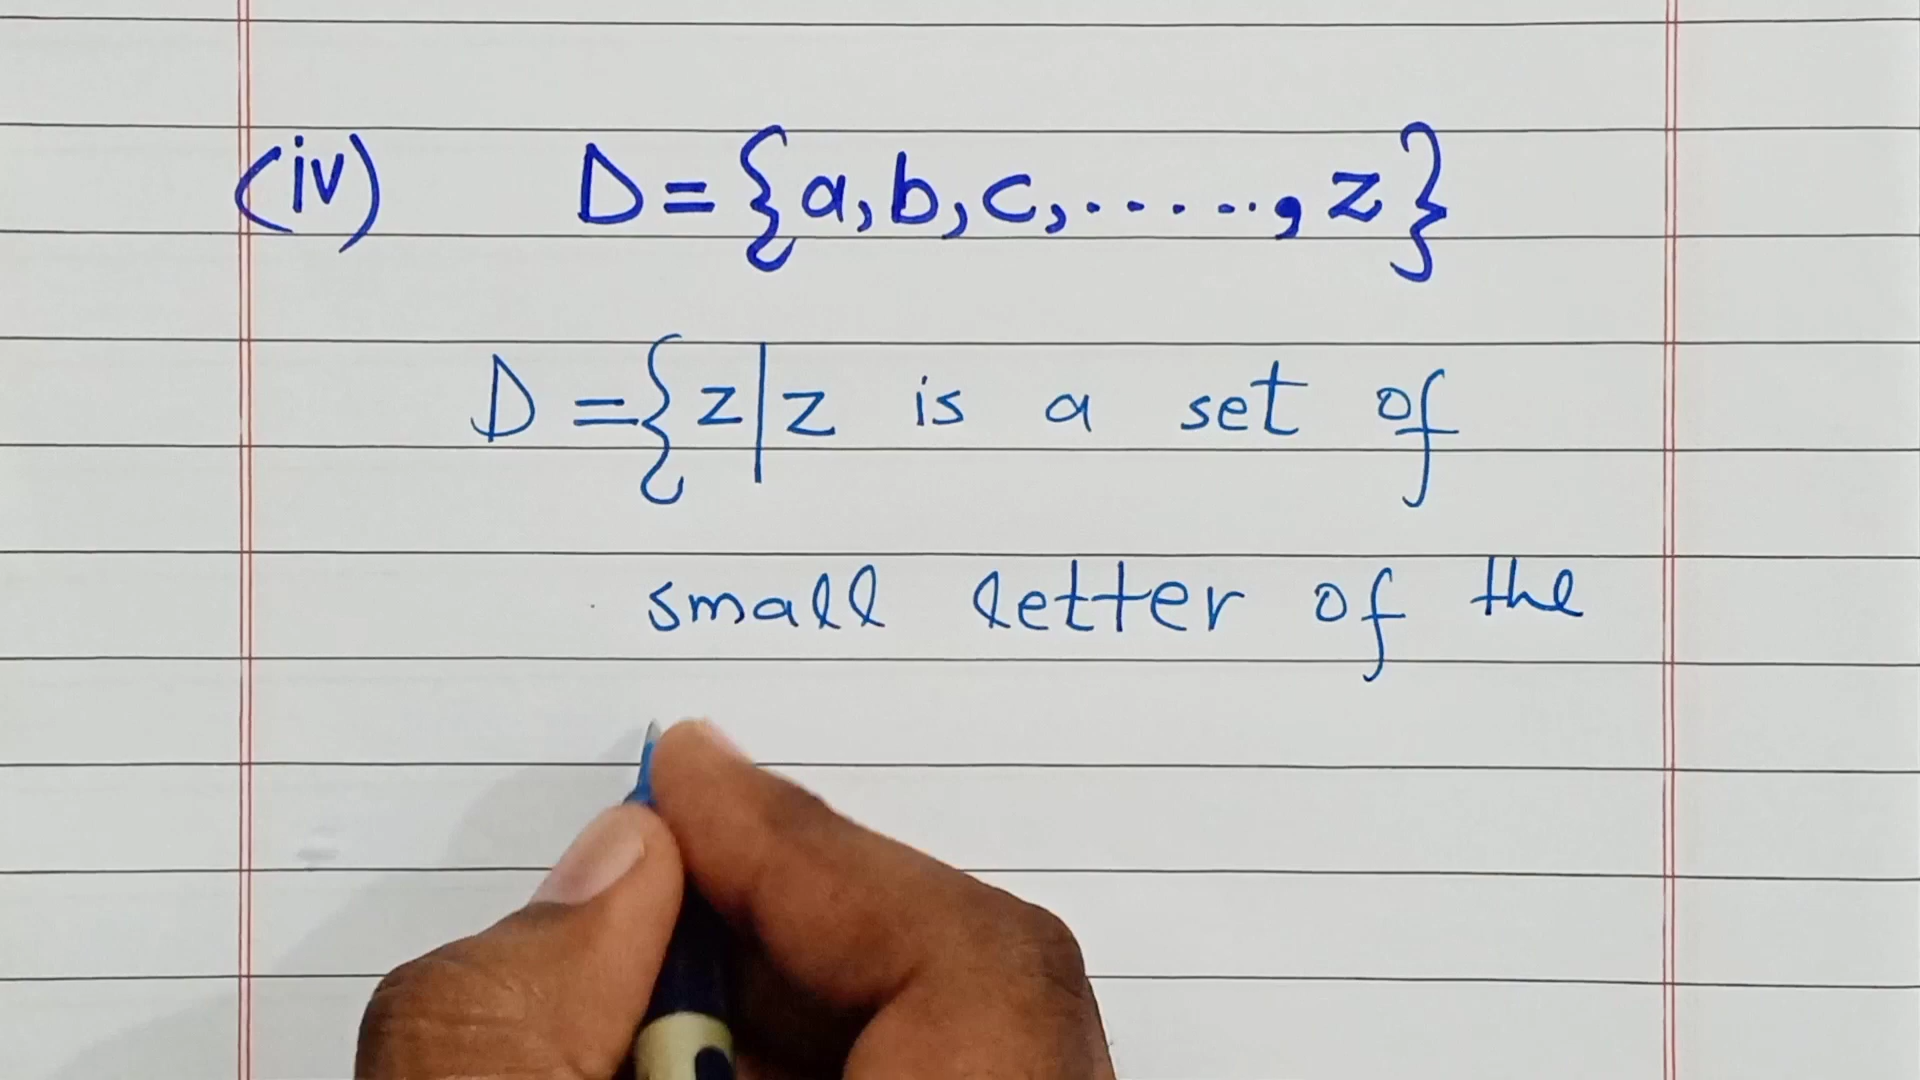 (iv) D = {a, b, c, ......, z}
D = { z | z is a set of
small letter of the